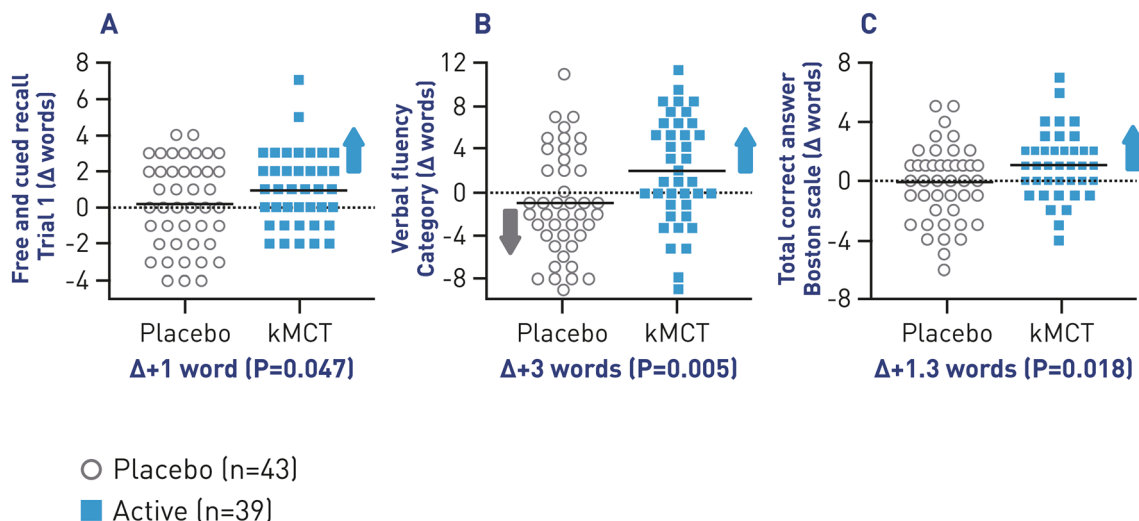 A
Free and cued recall
Trial 1 (Δ words)
8
6
4
2
0
-2
-4
Placebo
kMCT
Δ+1 word (P=0.047)
B
Verbal fluency
Category (Δ words)
12
8
4
0
-4
-8
Placebo
kMCT
Δ+3 words (P=0.005)
C
Total correct answer
Boston scale (Δ words)
8
4
0
-4
-8
Placebo
kMCT
Δ+1.3 words (P=0.018)
Placebo (n=43)
Active (n=39)